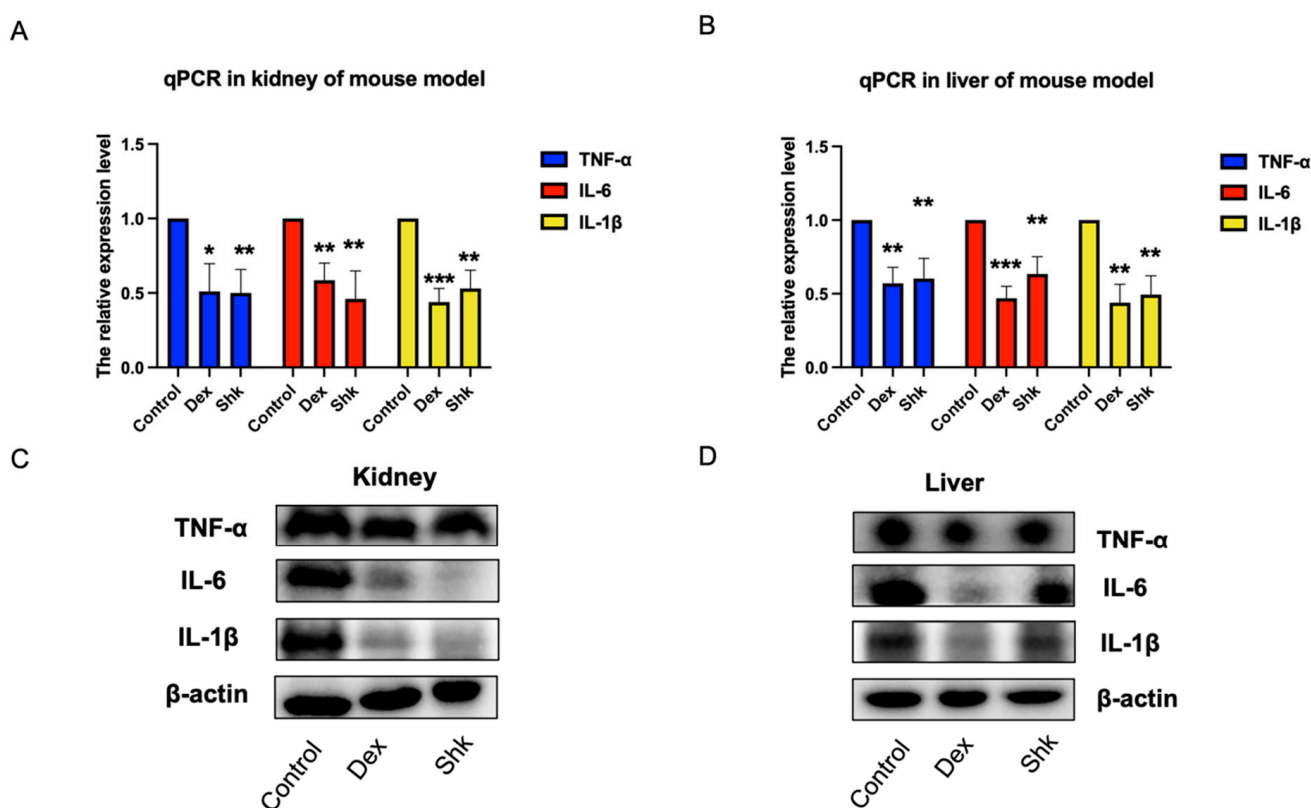 A
qPCR in kidney of mouse model
The relative expression level
1.5
1.0
0.5
0.0
* ** ** ** *** **
Control Dex Shk Control Dex Shk Control Dex Shk
TNF-α
IL-6
IL-1β
B
qPCR in liver of mouse model
The relative expression level
1.5
1.0
0.5
0.0
** ** *** ** ** **
Control Dex Shk Control Dex Shk Control Dex Shk
TNF-α
IL-6
IL-1β
C
Kidney
TNF-α
IL-6
IL-1β
β-actin
Control Dex Shk
D
Liver
TNF-α
IL-6
IL-1β
β-actin
Control Dex Shk